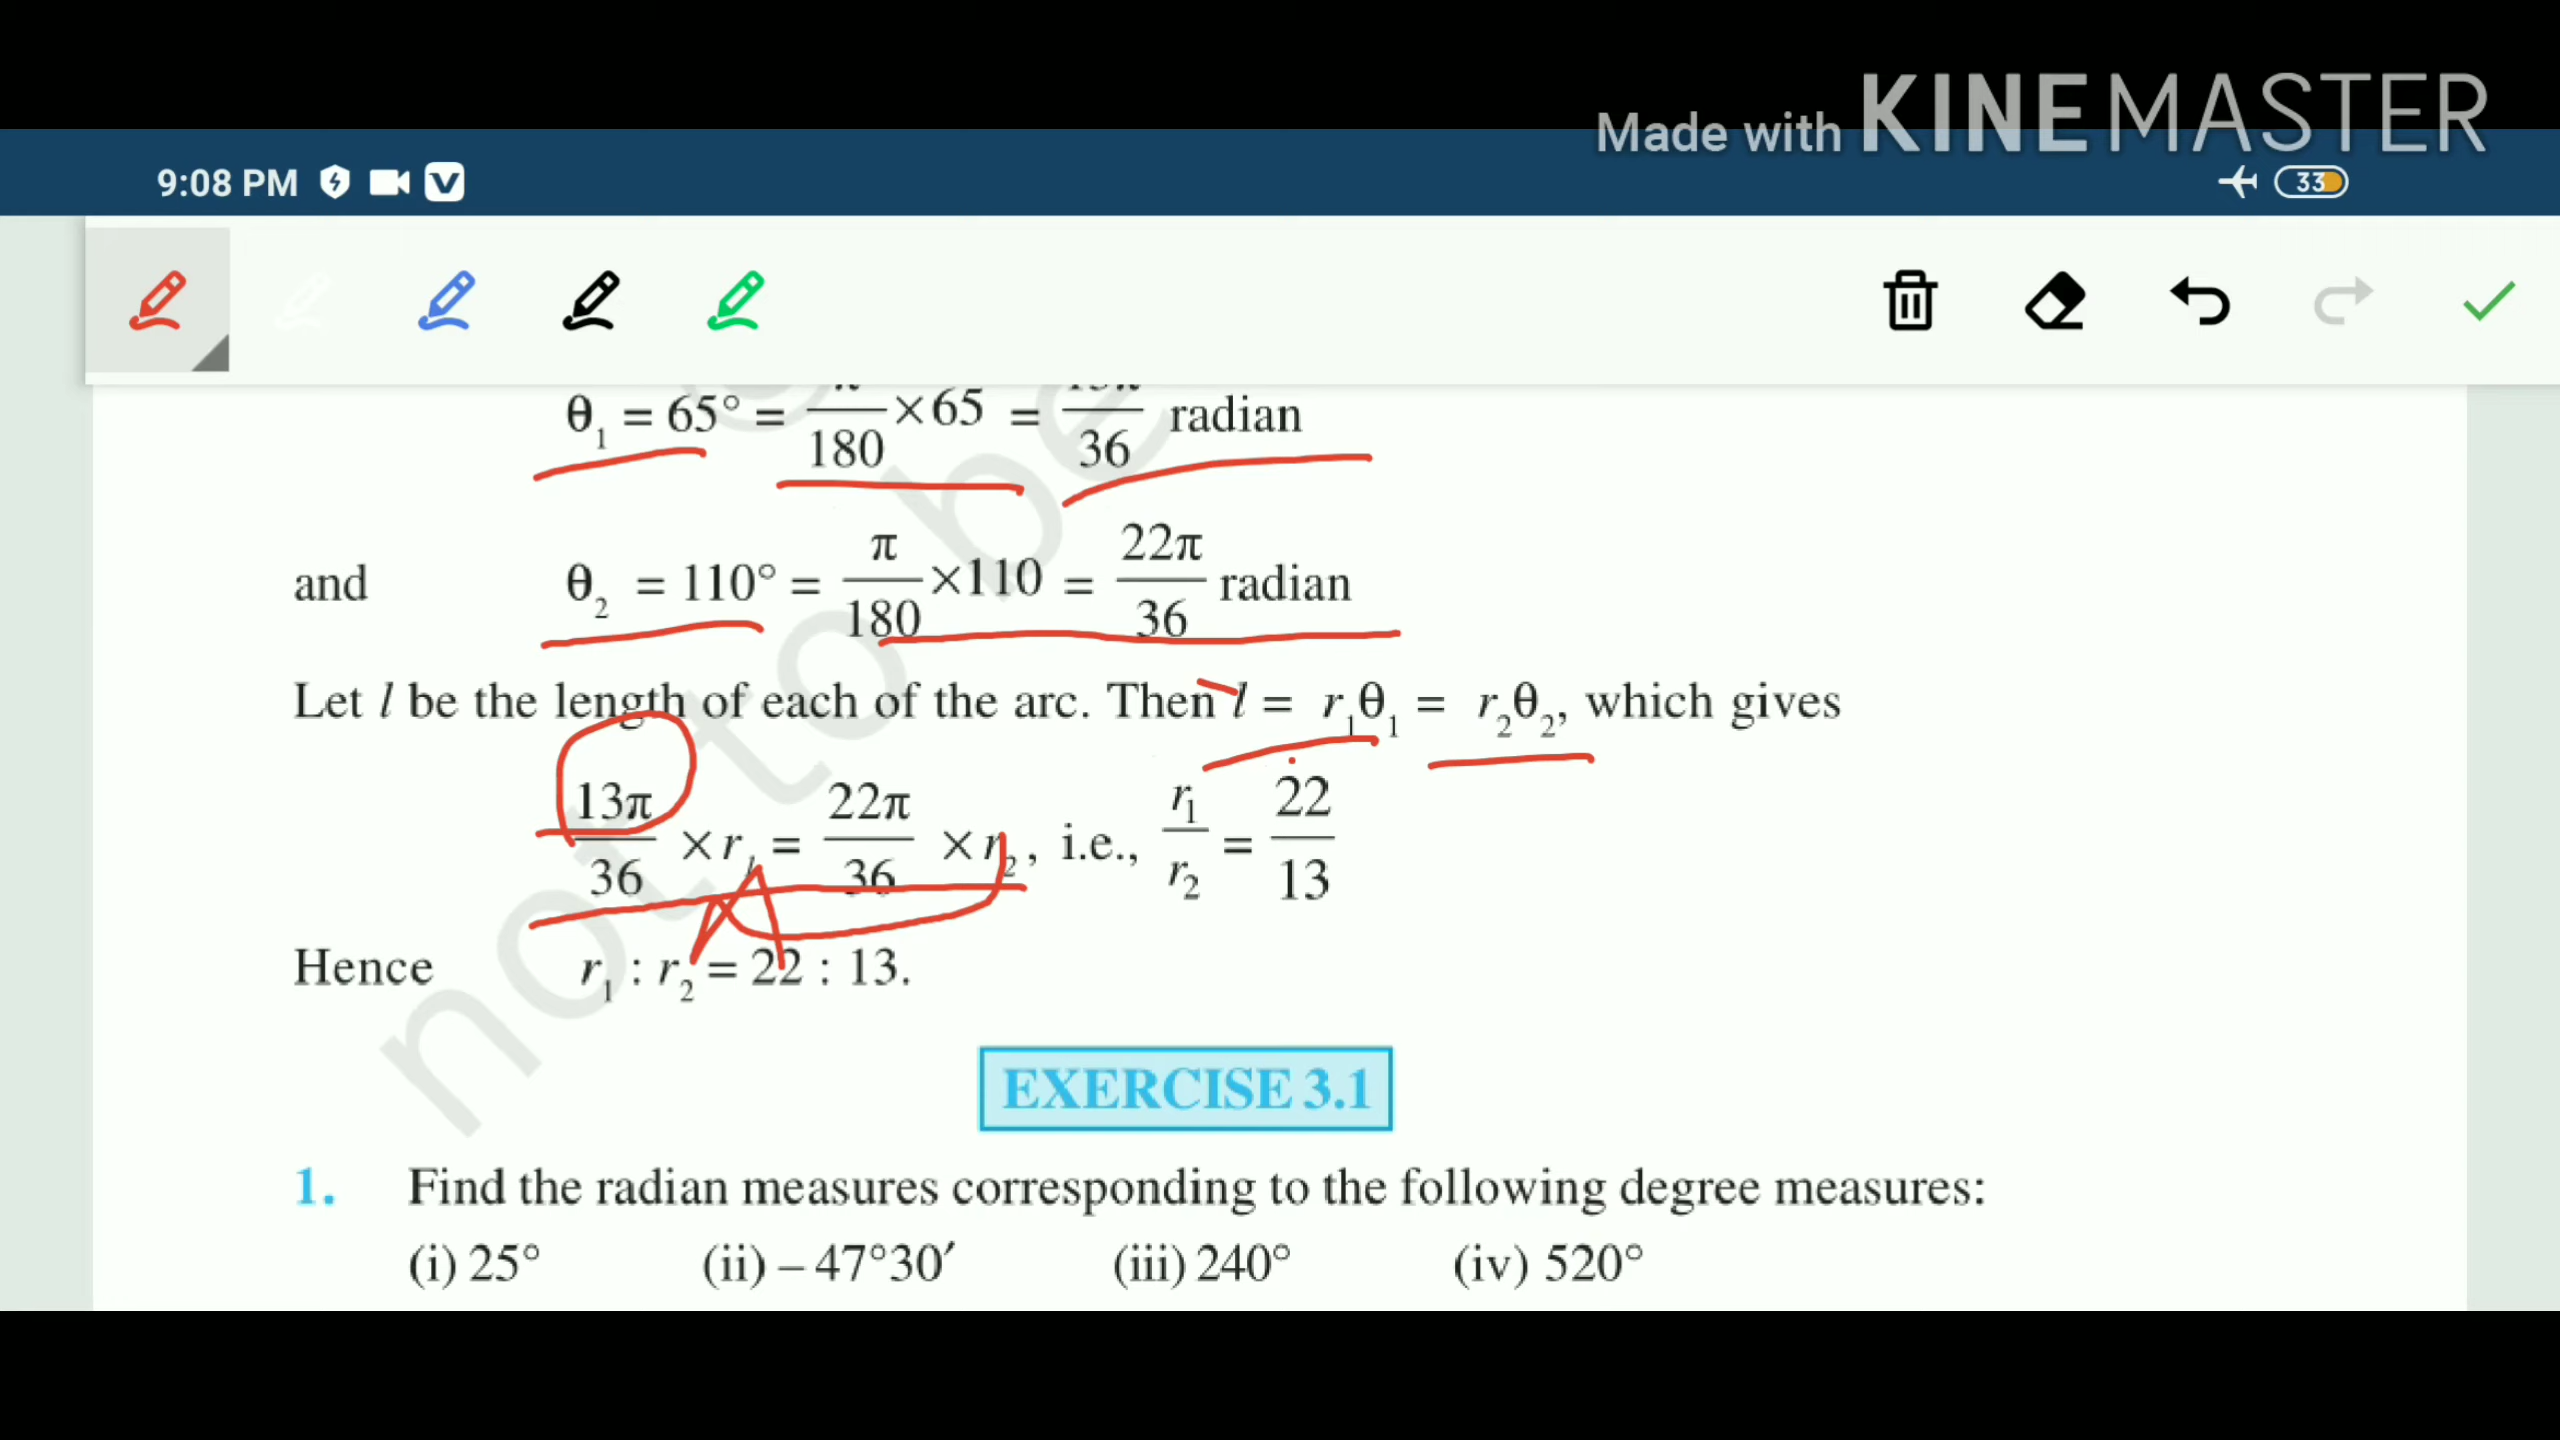 Made with KINEMASTER
9:08 PM
33
θ₁ = 65° = π/180 ×65 = 13π/36 radian
and θ₂ = 110° = π/180 ×110 = 22π/36 radian
Let l be the length of each of the arc. Then l = r₁θ₁ = r₂θ₂, which gives
13π/36 ×r₁ = 22π/36 ×r₂, i.e., r₁/r₂ = 22/13
Hence r₁ : r₂ = 22 : 13.
EXERCISE 3.1
1. Find the radian measures corresponding to the following degree measures:
(i) 25° (ii) – 47°30′ (iii) 240° (iv) 520°
not to be